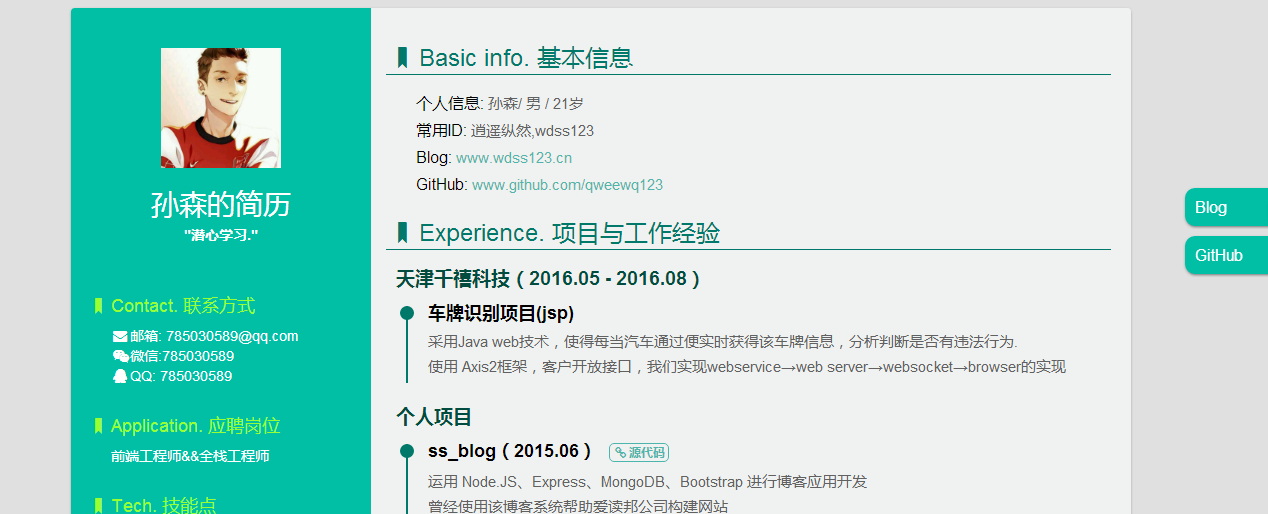 孙森的简历
"潜心学习."
Contact. 联系方式
邮箱: 785030589@qq.com
微信:785030589
QQ: 785030589
Application. 应聘岗位
前端工程师&&全栈工程师
Tech. 技能点
Basic info. 基本信息
个人信息: 孙森/ 男 / 21岁
常用ID: 逍遥纵然,wdss123
Blog: www.wdss123.cn
GitHub: www.github.com/qweewq123
Experience. 项目与工作经验
天津千禧科技（2016.05 - 2016.08）
车牌识别项目(jsp)
采用Java web技术，使得每当汽车通过便实时获得该车牌信息，分析判断是否有违法行为.
使用 Axis2框架，客户开放接口，我们实现webservice→web server→websocket→browser的实现
个人项目
ss_blog（2015.06） 源代码
运用 Node.JS、Express、MongoDB、Bootstrap 进行博客应用开发
曾经使用该博客系统帮助爱读邦公司构建网站
Blog
GitHub